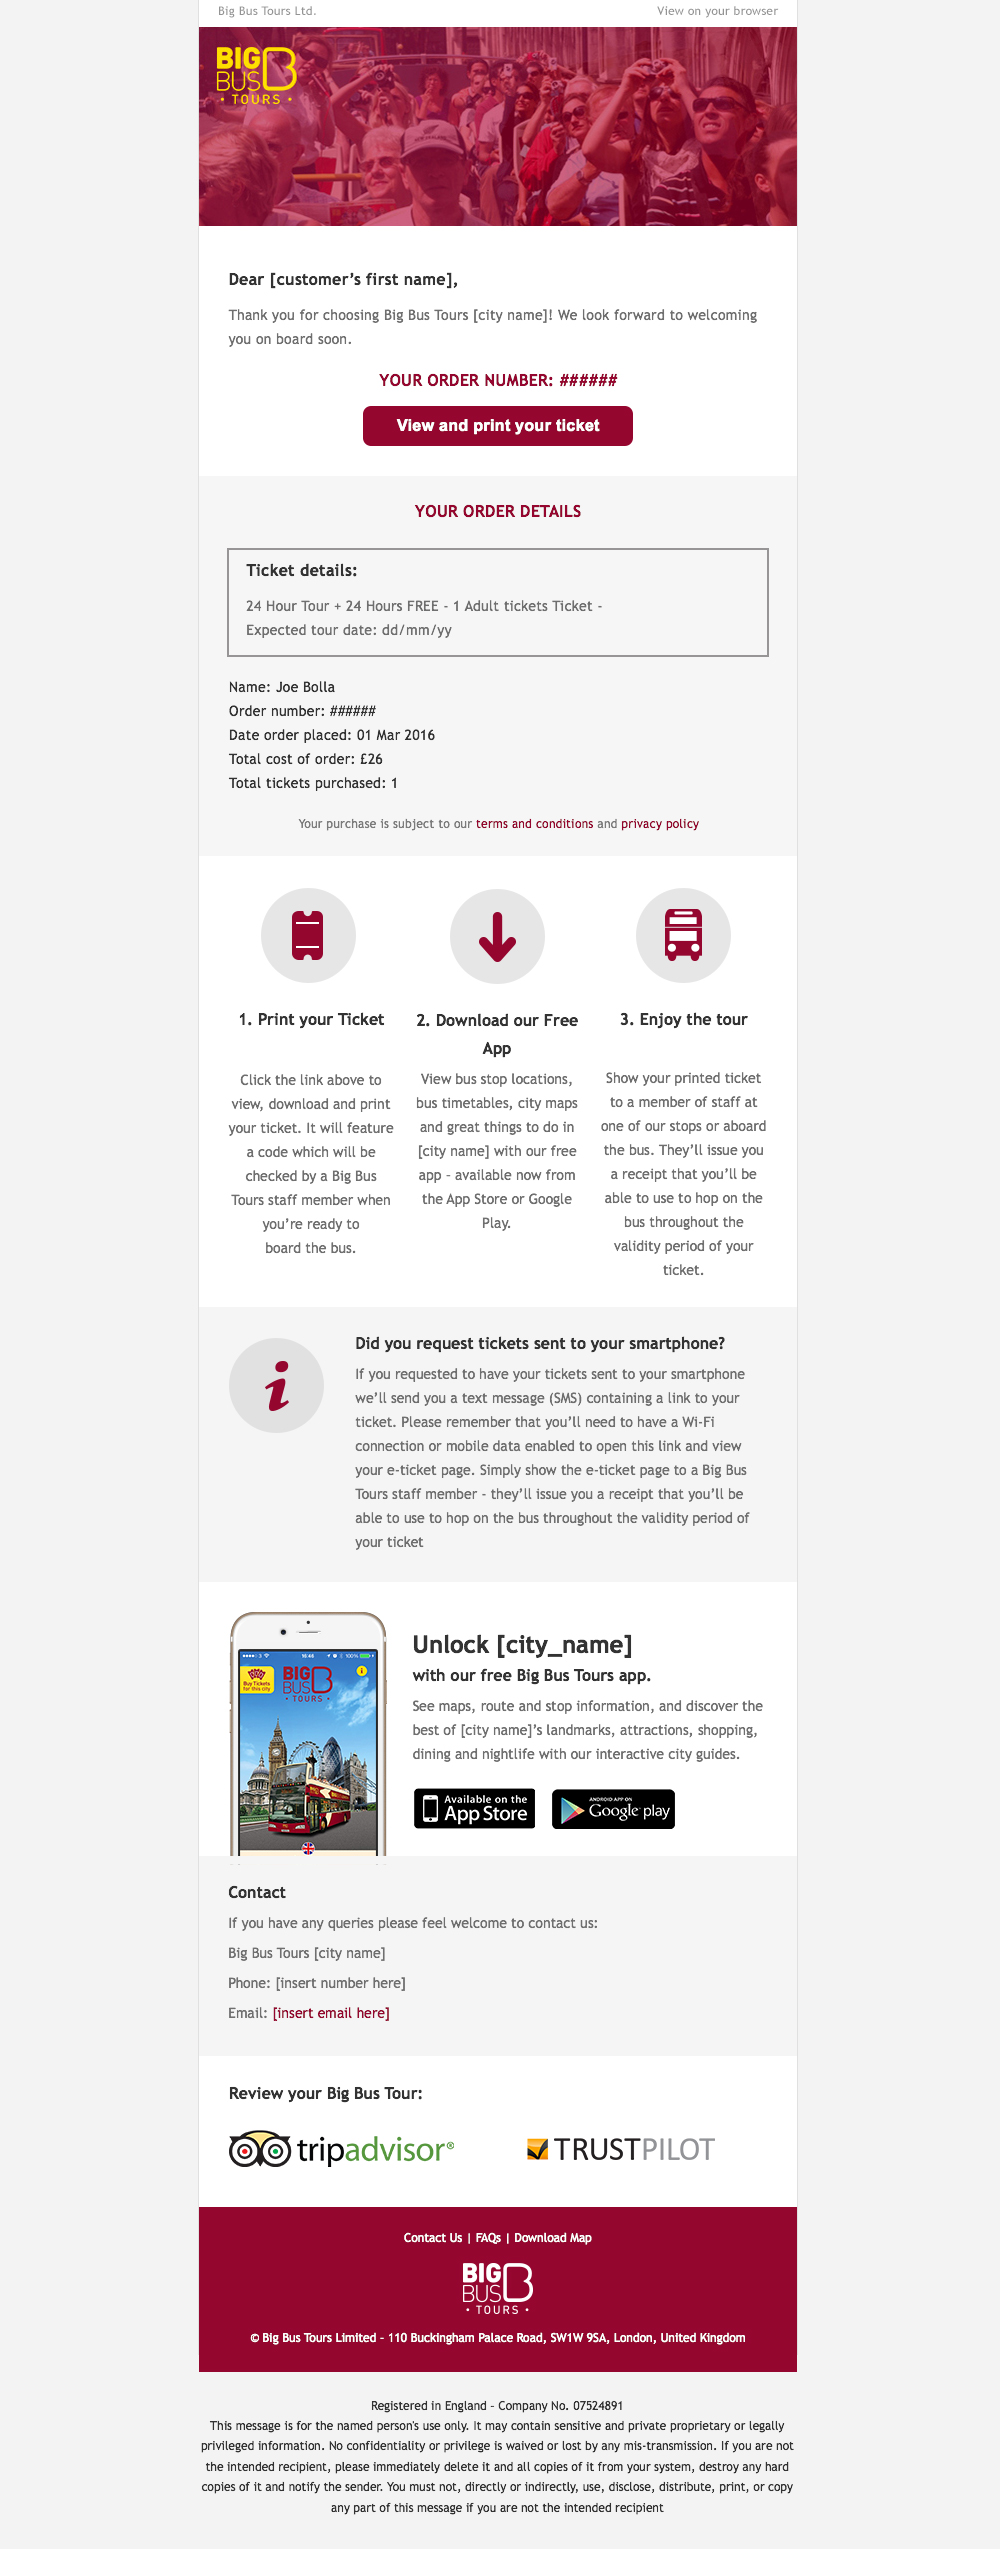 Big Bus Tours Ltd.
View on your browser
BIG B
BUS
• TOURS •
Dear [customer’s first name],
Thank you for choosing Big Bus Tours [city name]! We look forward to welcoming
you on board soon.
YOUR ORDER NUMBER: ######
View and print your ticket
YOUR ORDER DETAILS
Ticket details:
24 Hour Tour + 24 Hours FREE - 1 Adult tickets Ticket -
Expected tour date: dd/mm/yy
Name: Joe Bolla
Order number: ######
Date order placed: 01 Mar 2016
Total cost of order: £26
Total tickets purchased: 1
Your purchase is subject to our terms and conditions and privacy policy
1. Print your Ticket
Click the link above to
view, download and print
your ticket. It will feature
a code which will be
checked by a Big Bus
Tours staff member when
you’re ready to
board the bus.
2. Download our Free
App
View bus stop locations,
bus timetables, city maps
and great things to do in
[city name] with our free
app - available now from
the App Store or Google
Play.
3. Enjoy the tour
Show your printed ticket
to a member of staff at
one of our stops or aboard
the bus. They’ll issue you
a receipt that you’ll be
able to use to hop on the
bus throughout the
validity period of your
ticket.
i
Did you request tickets sent to your smartphone?
If you requested to have your tickets sent to your smartphone
we’ll send you a text message (SMS) containing a link to your
ticket. Please remember that you’ll need to have a Wi-Fi
connection or mobile data enabled to open this link and view
your e-ticket page. Simply show the e-ticket page to a Big Bus
Tours staff member - they’ll issue you a receipt that you’ll be
able to use to hop on the bus throughout the validity period of
your ticket
100%
Buy Tickets
for this city
BIG B
BUS
• TOURS •
i
Unlock [city_name]
with our free Big Bus Tours app.
See maps, route and stop information, and discover the
best of [city name]’s landmarks, attractions, shopping,
dining and nightlife with our interactive city guides.
Available on the
App Store
ANDROID APP ON
Google play
Contact
If you have any queries please feel welcome to contact us:
Big Bus Tours [city name]
Phone: [insert number here]
Email: [insert email here]
Review your Big Bus Tour:
tripadvisor®
TRUSTPILOT
Contact Us | FAQs | Download Map
BIG B
BUS
• TOURS •
© Big Bus Tours Limited - 110 Buckingham Palace Road, SW1W 9SA, London, United Kingdom
Registered in England - Company No. 07524891
This message is for the named person's use only. It may contain sensitive and private proprietary or legally
privileged information. No confidentiality or privilege is waived or lost by any mis-transmission. If you are not
the intended recipient, please immediately delete it and all copies of it from your system, destroy any hard
copies of it and notify the sender. You must not, directly or indirectly, use, disclose, distribute, print, or copy
any part of this message if you are not the intended recipient